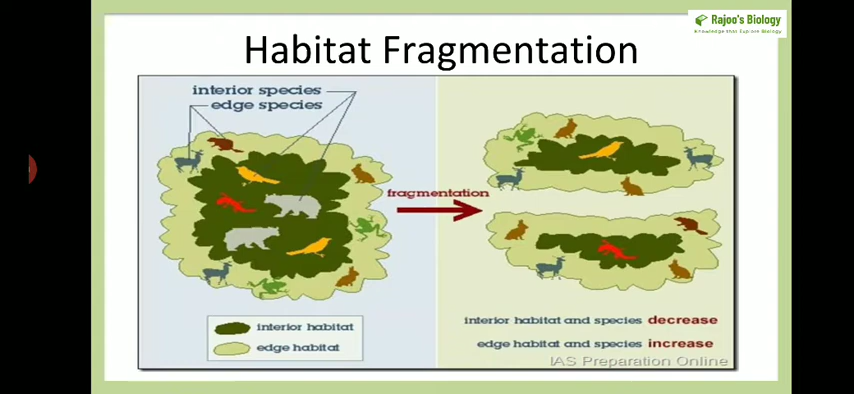 Rajoo's Biology
Knowledge that Explore Biology
Habitat Fragmentation
interior species
edge species
fragmentation
interior habitat
edge habitat
interior habitat and species decrease
edge habitat and species increase
IAS Preparation Online